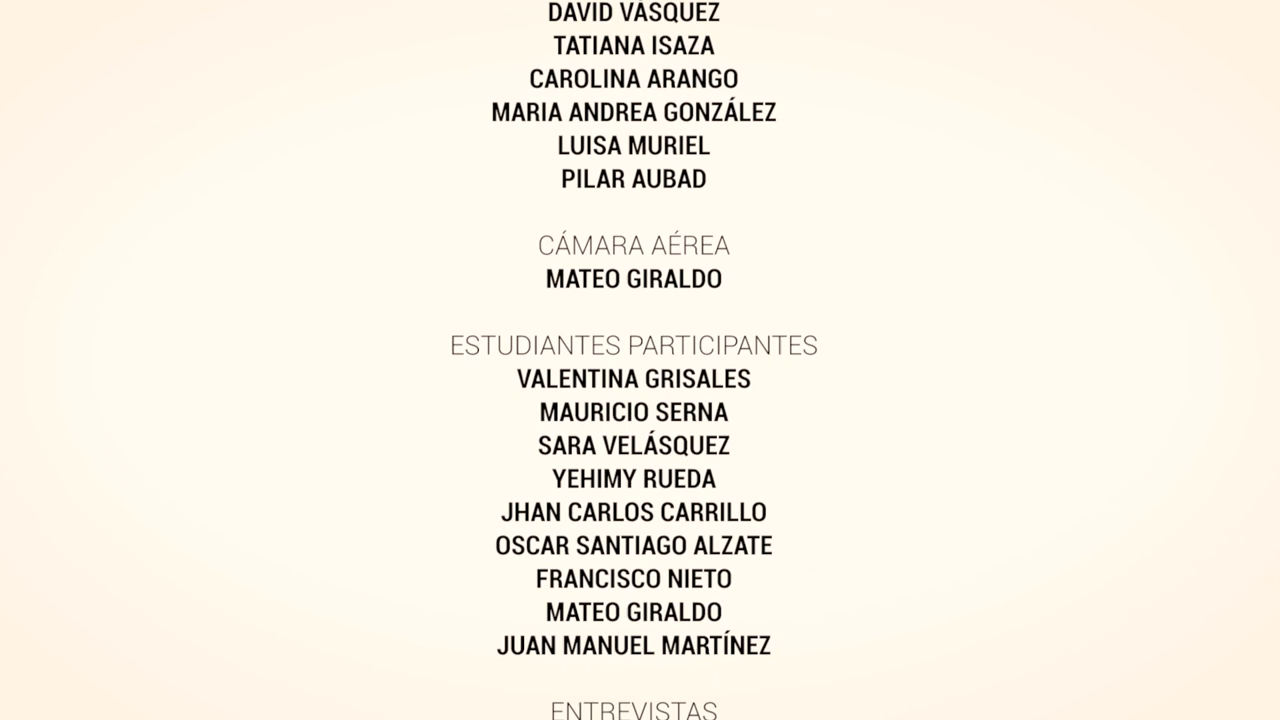 DAVID VÁSQUEZ
TATIANA ISAZA
CAROLINA ARANGO
MARIA ANDREA GONZÁLEZ
LUISA MURIEL
PILAR AUBAD
CÁMARA AÉREA
MATEO GIRALDO
ESTUDIANTES PARTICIPANTES
VALENTINA GRISALES
MAURICIO SERNA
SARA VELÁSQUEZ
YEHIMY RUEDA
JHAN CARLOS CARRILLO
OSCAR SANTIAGO ALZATE
FRANCISCO NIETO
MATEO GIRALDO
JUAN MANUEL MARTÍNEZ
ENTREVISTAS